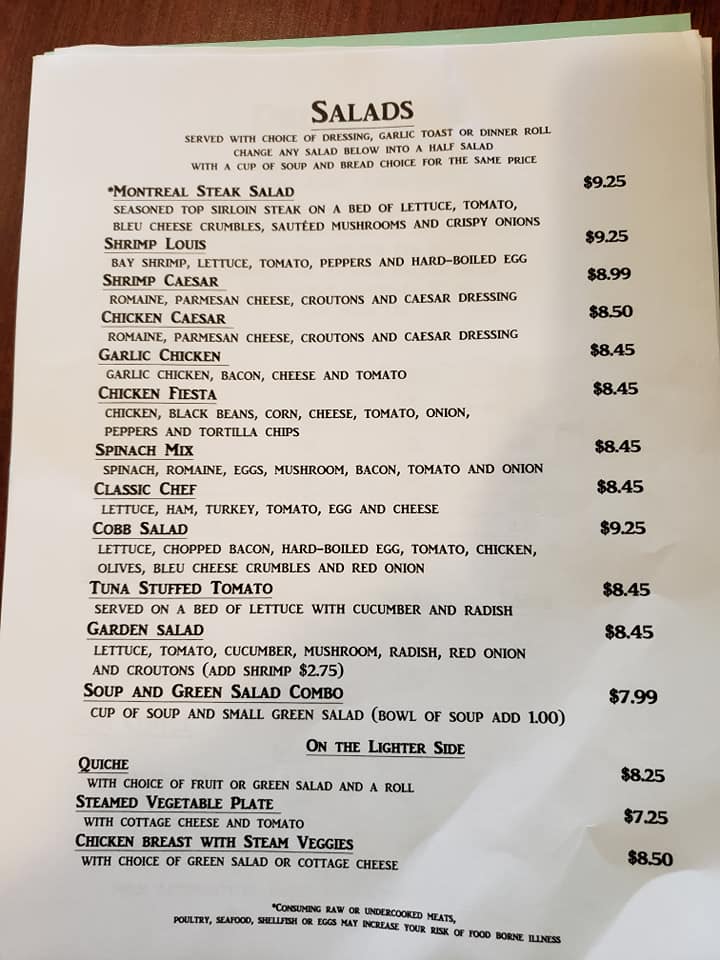 SALADS
SERVED WITH CHOICE OF DRESSING, GARLIC TOAST OR DINNER ROLL
CHANGE ANY SALAD BELOW INTO A HALF SALAD
WITH A CUP OF SOUP AND BREAD CHOICE FOR THE SAME PRICE
*MONTREAL STEAK SALAD $9.25
SEASONED TOP SIRLOIN STEAK ON A BED OF LETTUCE, TOMATO,
BLEU CHEESE CRUMBLES, SAUTÉED MUSHROOMS AND CRISPY ONIONS
SHRIMP LOUIS $9.25
BAY SHRIMP, LETTUCE, TOMATO, PEPPERS AND HARD-BOILED EGG
SHRIMP CAESAR $8.99
ROMAINE, PARMESAN CHEESE, CROUTONS AND CAESAR DRESSING
CHICKEN CAESAR $8.50
ROMAINE, PARMESAN CHEESE, CROUTONS AND CAESAR DRESSING
GARLIC CHICKEN $8.45
GARLIC CHICKEN, BACON, CHEESE AND TOMATO
CHICKEN FIESTA $8.45
CHICKEN, BLACK BEANS, CORN, CHEESE, TOMATO, ONION,
PEPPERS AND TORTILLA CHIPS
SPINACH MIX $8.45
SPINACH, ROMAINE, EGGS, MUSHROOM, BACON, TOMATO AND ONION
CLASSIC CHEF $8.45
LETTUCE, HAM, TURKEY, TOMATO, EGG AND CHEESE
COBB SALAD $9.25
LETTUCE, CHOPPED BACON, HARD-BOILED EGG, TOMATO, CHICKEN,
OLIVES, BLEU CHEESE CRUMBLES AND RED ONION
TUNA STUFFED TOMATO $8.45
SERVED ON A BED OF LETTUCE WITH CUCUMBER AND RADISH
GARDEN SALAD $8.45
LETTUCE, TOMATO, CUCUMBER, MUSHROOM, RADISH, RED ONION
AND CROUTONS (ADD SHRIMP $2.75)
SOUP AND GREEN SALAD COMBO $7.99
CUP OF SOUP AND SMALL GREEN SALAD (BOWL OF SOUP ADD 1.00)
ON THE LIGHTER SIDE
QUICHE $8.25
WITH CHOICE OF FRUIT OR GREEN SALAD AND A ROLL
STEAMED VEGETABLE PLATE $7.25
WITH COTTAGE CHEESE AND TOMATO
CHICKEN BREAST WITH STEAM VEGGIES $8.50
WITH CHOICE OF GREEN SALAD OR COTTAGE CHEESE
*CONSUMING RAW OR UNDERCOOKED MEATS,
POULTRY, SEAFOOD, SHELLFISH OR EGGS MAY INCREASE YOUR RISK OF FOOD BORNE ILLNESS